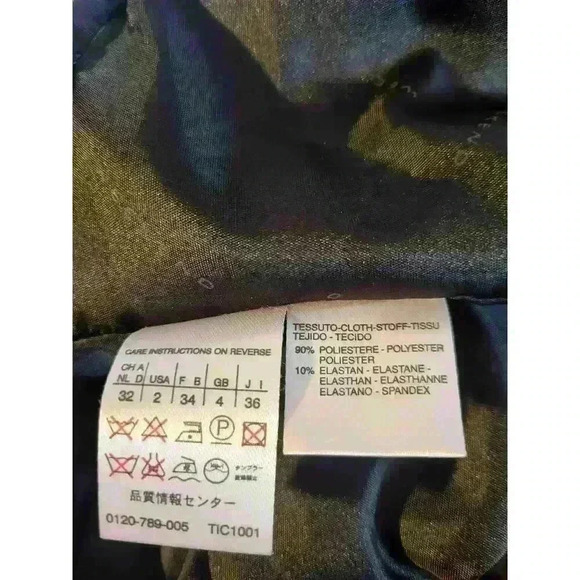 CARE INSTRUCTIONS ON REVERSE
CH A NL D USA F B GB J I
32 2 34 4 36
P
品質情報センター
0120-789-005 TIC1001
TESSUTO-CLOTH-STOFF-TISSU
TEJIDO - TECIDO
90% POLIESTERE - POLYESTER
POLIESTER
10% ELASTAN - ELASTANE -
ELASTHAN - ELASTHANNE
ELASTANO - SPANDEX